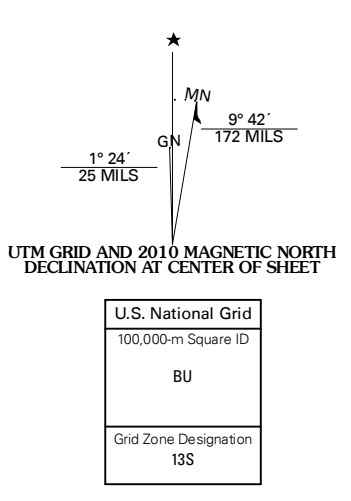 ★
MN
GN
9° 42´
172 MILS
1° 24´
25 MILS
UTM GRID AND 2010 MAGNETIC NORTH
DECLINATION AT CENTER OF SHEET
U.S. National Grid
100,000-m Square ID
BU
Grid Zone Designation
13S